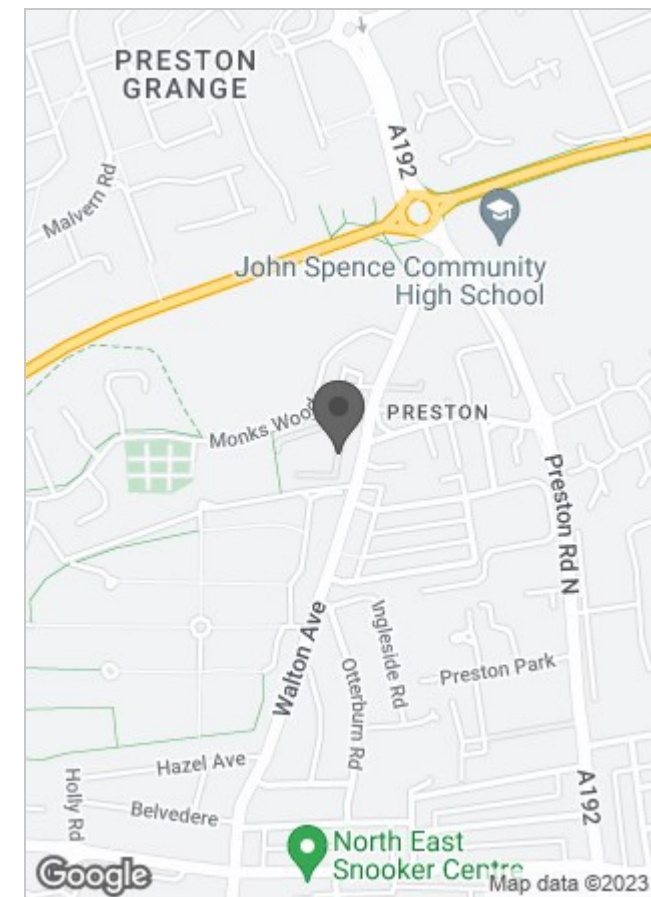 PRESTON
GRANGE
A192
Malvern Rd
John Spence Community
High School
Monks Wood
PRESTON
Preston Rd N
Walton Ave
Ingleside Rd
Otterburn Rd
Preston Park
Hazel Ave
Holly Rd
Belvedere
A192
North East
Snooker Centre
Google
Map data ©2023